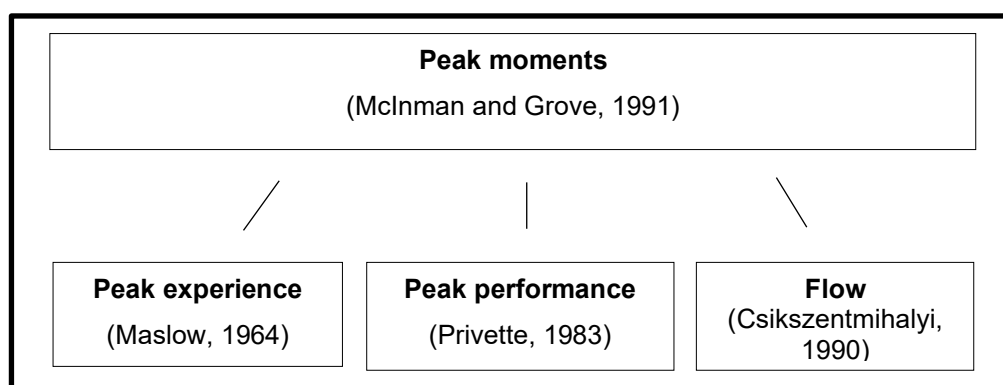 Peak moments
(McInman and Grove, 1991)
Peak experience
(Maslow, 1964)
Peak performance
(Privette, 1983)
Flow
(Csikszentmihalyi,
1990)